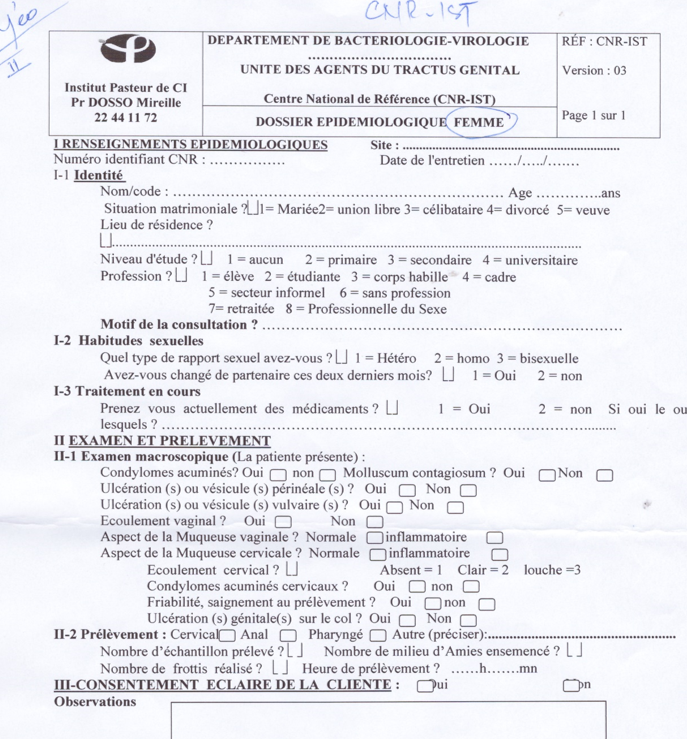 CNR-IST
II
Institut Pasteur de CI
Pr DOSSO Mireille
22 44 11 72
DEPARTEMENT DE BACTERIOLOGIE-VIROLOGIE
.................................
UNITE DES AGENTS DU TRACTUS GENITAL
Centre National de Référence (CNR-IST)
DOSSIER EPIDEMIOLOGIQUE FEMME
RÉF : CNR-IST
Version : 03
Page 1 sur 1
I RENSEIGNEMENTS EPIDEMIOLOGIQUES Site : ......................................................
Numéro identifiant CNR : ................ Date de l'entretien ....../..../.......
I-1 Identité
Nom/code : .................................................................................. Age .............ans
Situation matrimoniale ? 1= Mariée2= union libre 3= célibataire 4= divorcé 5= veuve
Lieu de résidence ?
......................................................................................................................
Niveau d'étude ? 1 = aucun 2 = primaire 3 = secondaire 4 = universitaire
Profession ? 1 = élève 2 = étudiante 3 = corps habille 4 = cadre
5 = secteur informel 6 = sans profession
7= retraitée 8 = Professionnelle du Sexe
Motif de la consultation ? ....................................................................................
I-2 Habitudes sexuelles
Quel type de rapport sexuel avez-vous ? 1 = Hétéro 2 = homo 3 = bisexuelle
Avez-vous changé de partenaire ces deux derniers mois? 1 = Oui 2 = non
I-3 Traitement en cours
Prenez vous actuellement des médicaments ? 1 = Oui 2 = non Si oui le ou
lesquels ? ....................................................................................................
II EXAMEN ET PRELEVEMENT
II-1 Examen macroscopique (La patiente présente) :
Condylomes acuminés? Oui non Molluscum contagiosum ? Oui Non
Ulcération (s) ou vésicule (s) périnéale (s) ? Oui Non
Ulcération (s) ou vésicule (s) vulvaire (s) ? Oui Non
Ecoulement vaginal ? Oui Non
Aspect de la Muqueuse vaginale ? Normale inflammatoire
Aspect de la Muqueuse cervicale ? Normale inflammatoire
Ecoulement cervical ? Absent = 1 Clair = 2 louche =3
Condylomes acuminés cervicaux ? Oui non
Friabilité, saignement au prélèvement ? Oui non
Ulcération (s) génitale(s) sur le col ? Oui Non
II-2 Prélèvement : Cervical Anal Pharyngé Autre (préciser):...............................................
Nombre d'échantillon prélevé ? Nombre de milieu d'Amies ensemencé ?
Nombre de frottis réalisé ? Heure de prélèvement ? ......h.......mn
III-CONSENTEMENT ECLAIRE DE LA CLIENTE : ui on
Observations